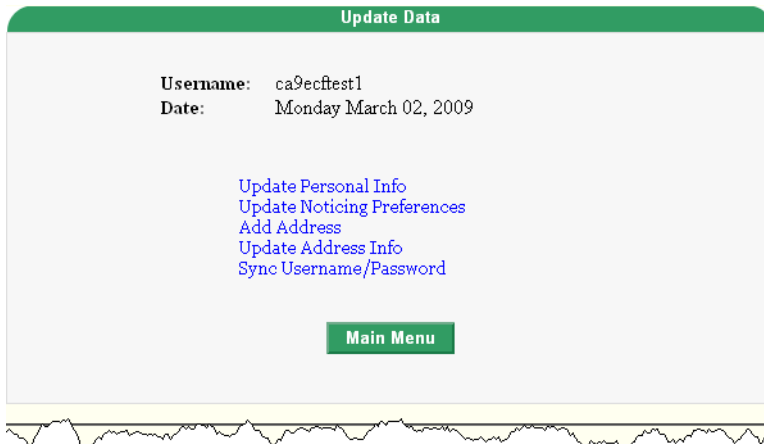 Update Data
Username: ca9ecftest1
Date: Monday March 02, 2009
Update Personal Info
Update Noticing Preferences
Add Address
Update Address Info
Sync Username/Password
Main Menu